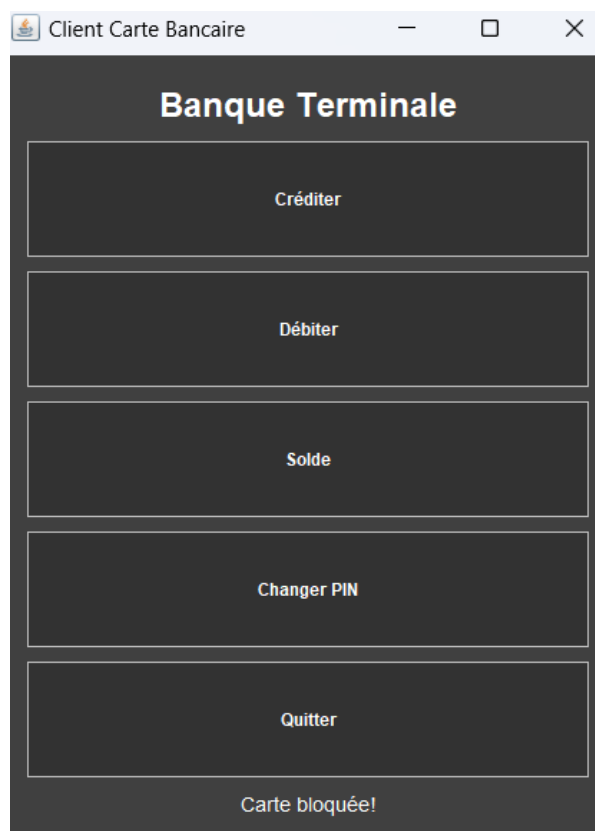 Client Carte Bancaire
Banque Terminale
Créditer
Débiter
Solde
Changer PIN
Quitter
Carte bloquée!